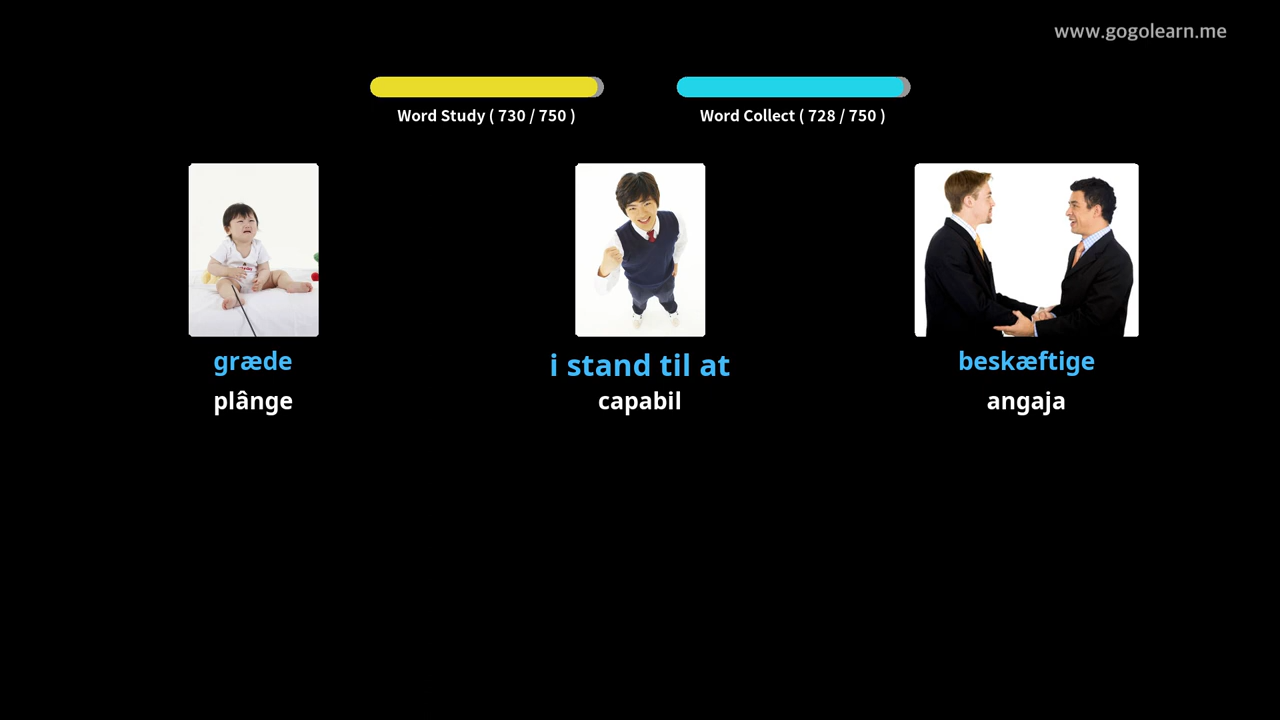 www.gogolearn.me
Word Study ( 730 / 750 )
Word Collect ( 728 / 750 )
græde
i stand til at
beskæftige
plânge
capabil
angaja